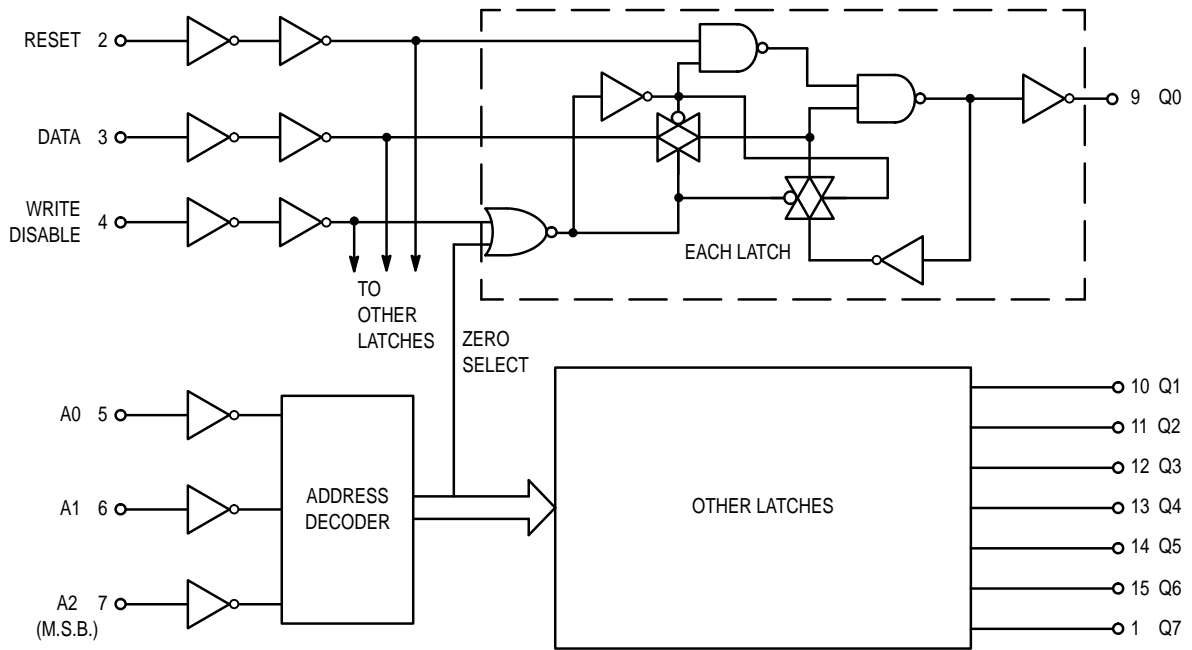 RESET 2
DATA 3
WRITE
DISABLE 4
9 Q0
EACH LATCH
TO
OTHER
LATCHES
ZERO
SELECT
A0 5
A1 6
A2 7
(M.S.B.)
ADDRESS
DECODER
OTHER LATCHES
10 Q1
11 Q2
12 Q3
13 Q4
14 Q5
15 Q6
1 Q7